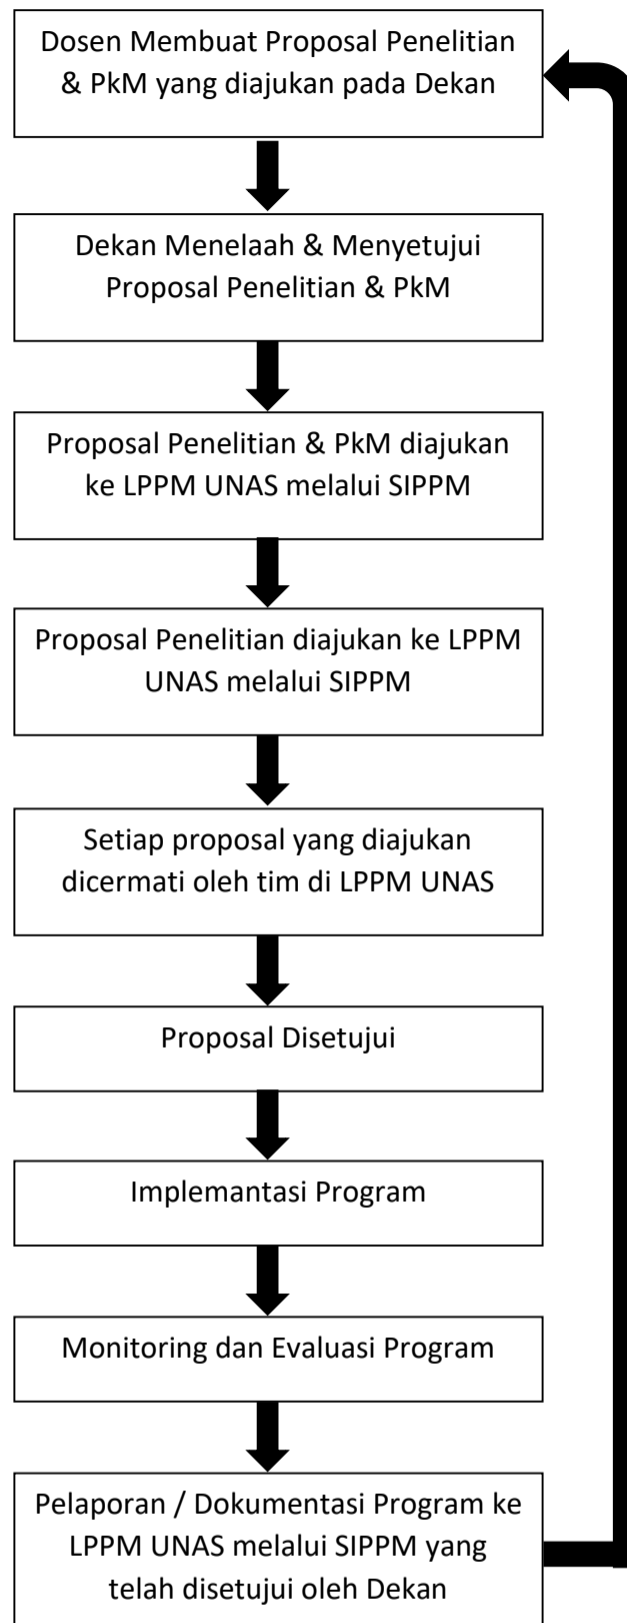 Dosen Membuat Proposal Penelitian
& PkM yang diajukan pada Dekan
Dekan Menelaah & Menyetujui
Proposal Penelitian & PkM
Proposal Penelitian & PkM diajukan
ke LPPM UNAS melalui SIPPM
Proposal Penelitian diajukan ke LPPM
UNAS melalui SIPPM
Setiap proposal yang diajukan
dicermati oleh tim di LPPM UNAS
Proposal Disetujui
Implemantasi Program
Monitoring dan Evaluasi Program
Pelaporan / Dokumentasi Program ke
LPPM UNAS melalui SIPPM yang
telah disetujui oleh Dekan